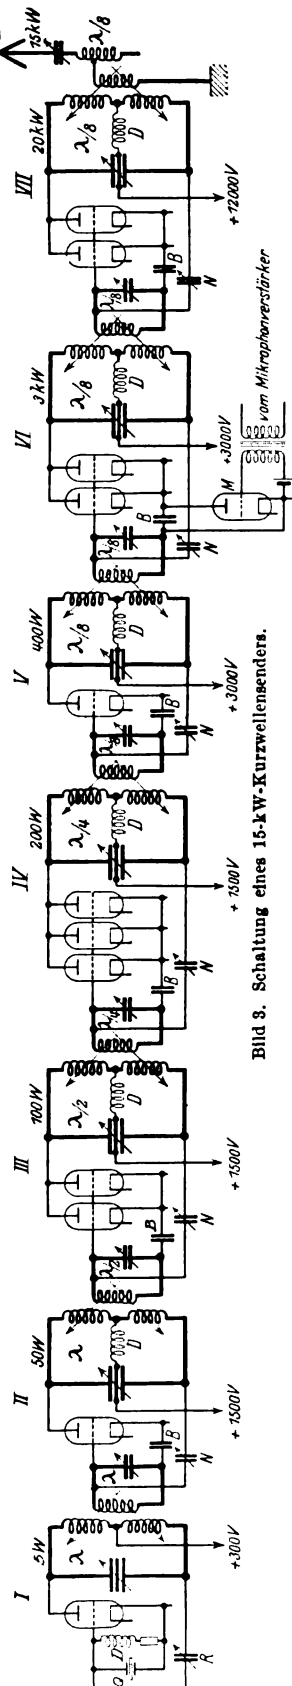 I II III IV V VI VII
5W 50W 100W 200W 400W 3kW 20kW 15kW
λ λ λ/2 λ/4 λ/8 λ/8 λ/8 λ/8
D D D D D D D
λ λ/2 λ/4 λ/8 λ/8 λ/8
Q B B B B B B
R N N N N N N
+300V +1500V +1500V +1500V +3000V +3000V +12000V
M vom Mikrophonverstärker
Bild 3. Schaltung eines 15-kW-Kurzwellensenders.